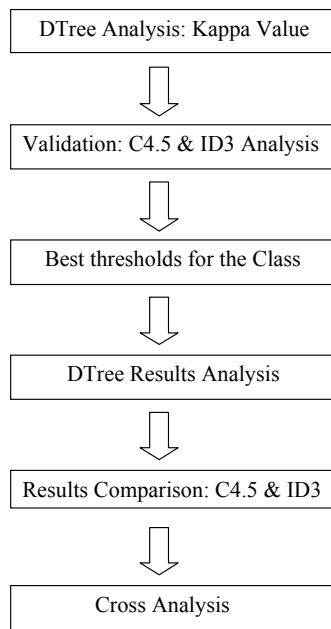 DTree Analysis: Kappa Value
Validation: C4.5 & ID3 Analysis
Best thresholds for the Class
DTree Results Analysis
Results Comparison: C4.5 & ID3
Cross Analysis